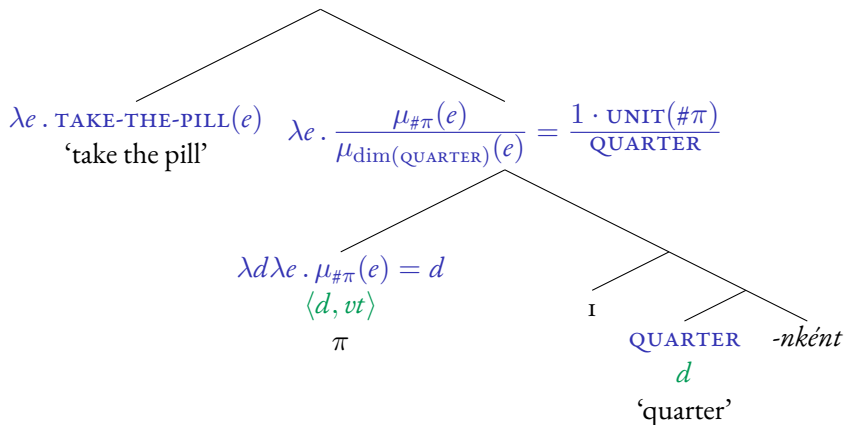 λe . TAKE-THE-PILL(e)
‘take the pill’
λe . μ#π(e) / μdim(QUARTER)(e) = 1 · UNIT(#π) / QUARTER
λdλe . μ#π(e) = d
⟨d, vt⟩
π
1
QUARTER
d
‘quarter’
-nként